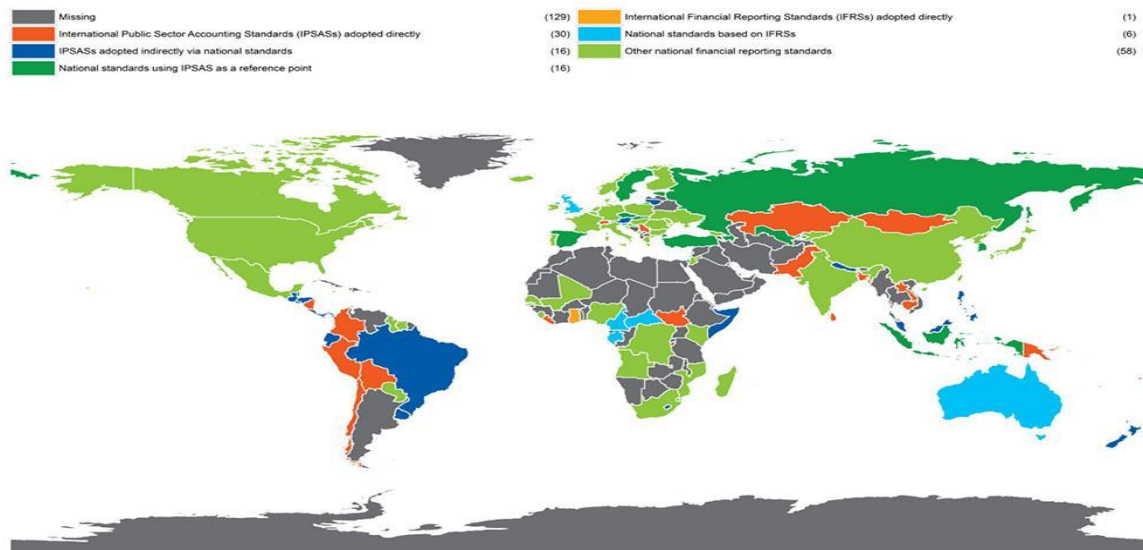 Missing (129)
International Public Sector Accounting Standards (IPSASs) adopted directly (30)
IPSASs adopted indirectly via national standards (16)
National standards using IPSAS as a reference point (16)
International Financial Reporting Standards (IFRSs) adopted directly (1)
National standards based on IFRSs (6)
Other national financial reporting standards (58)